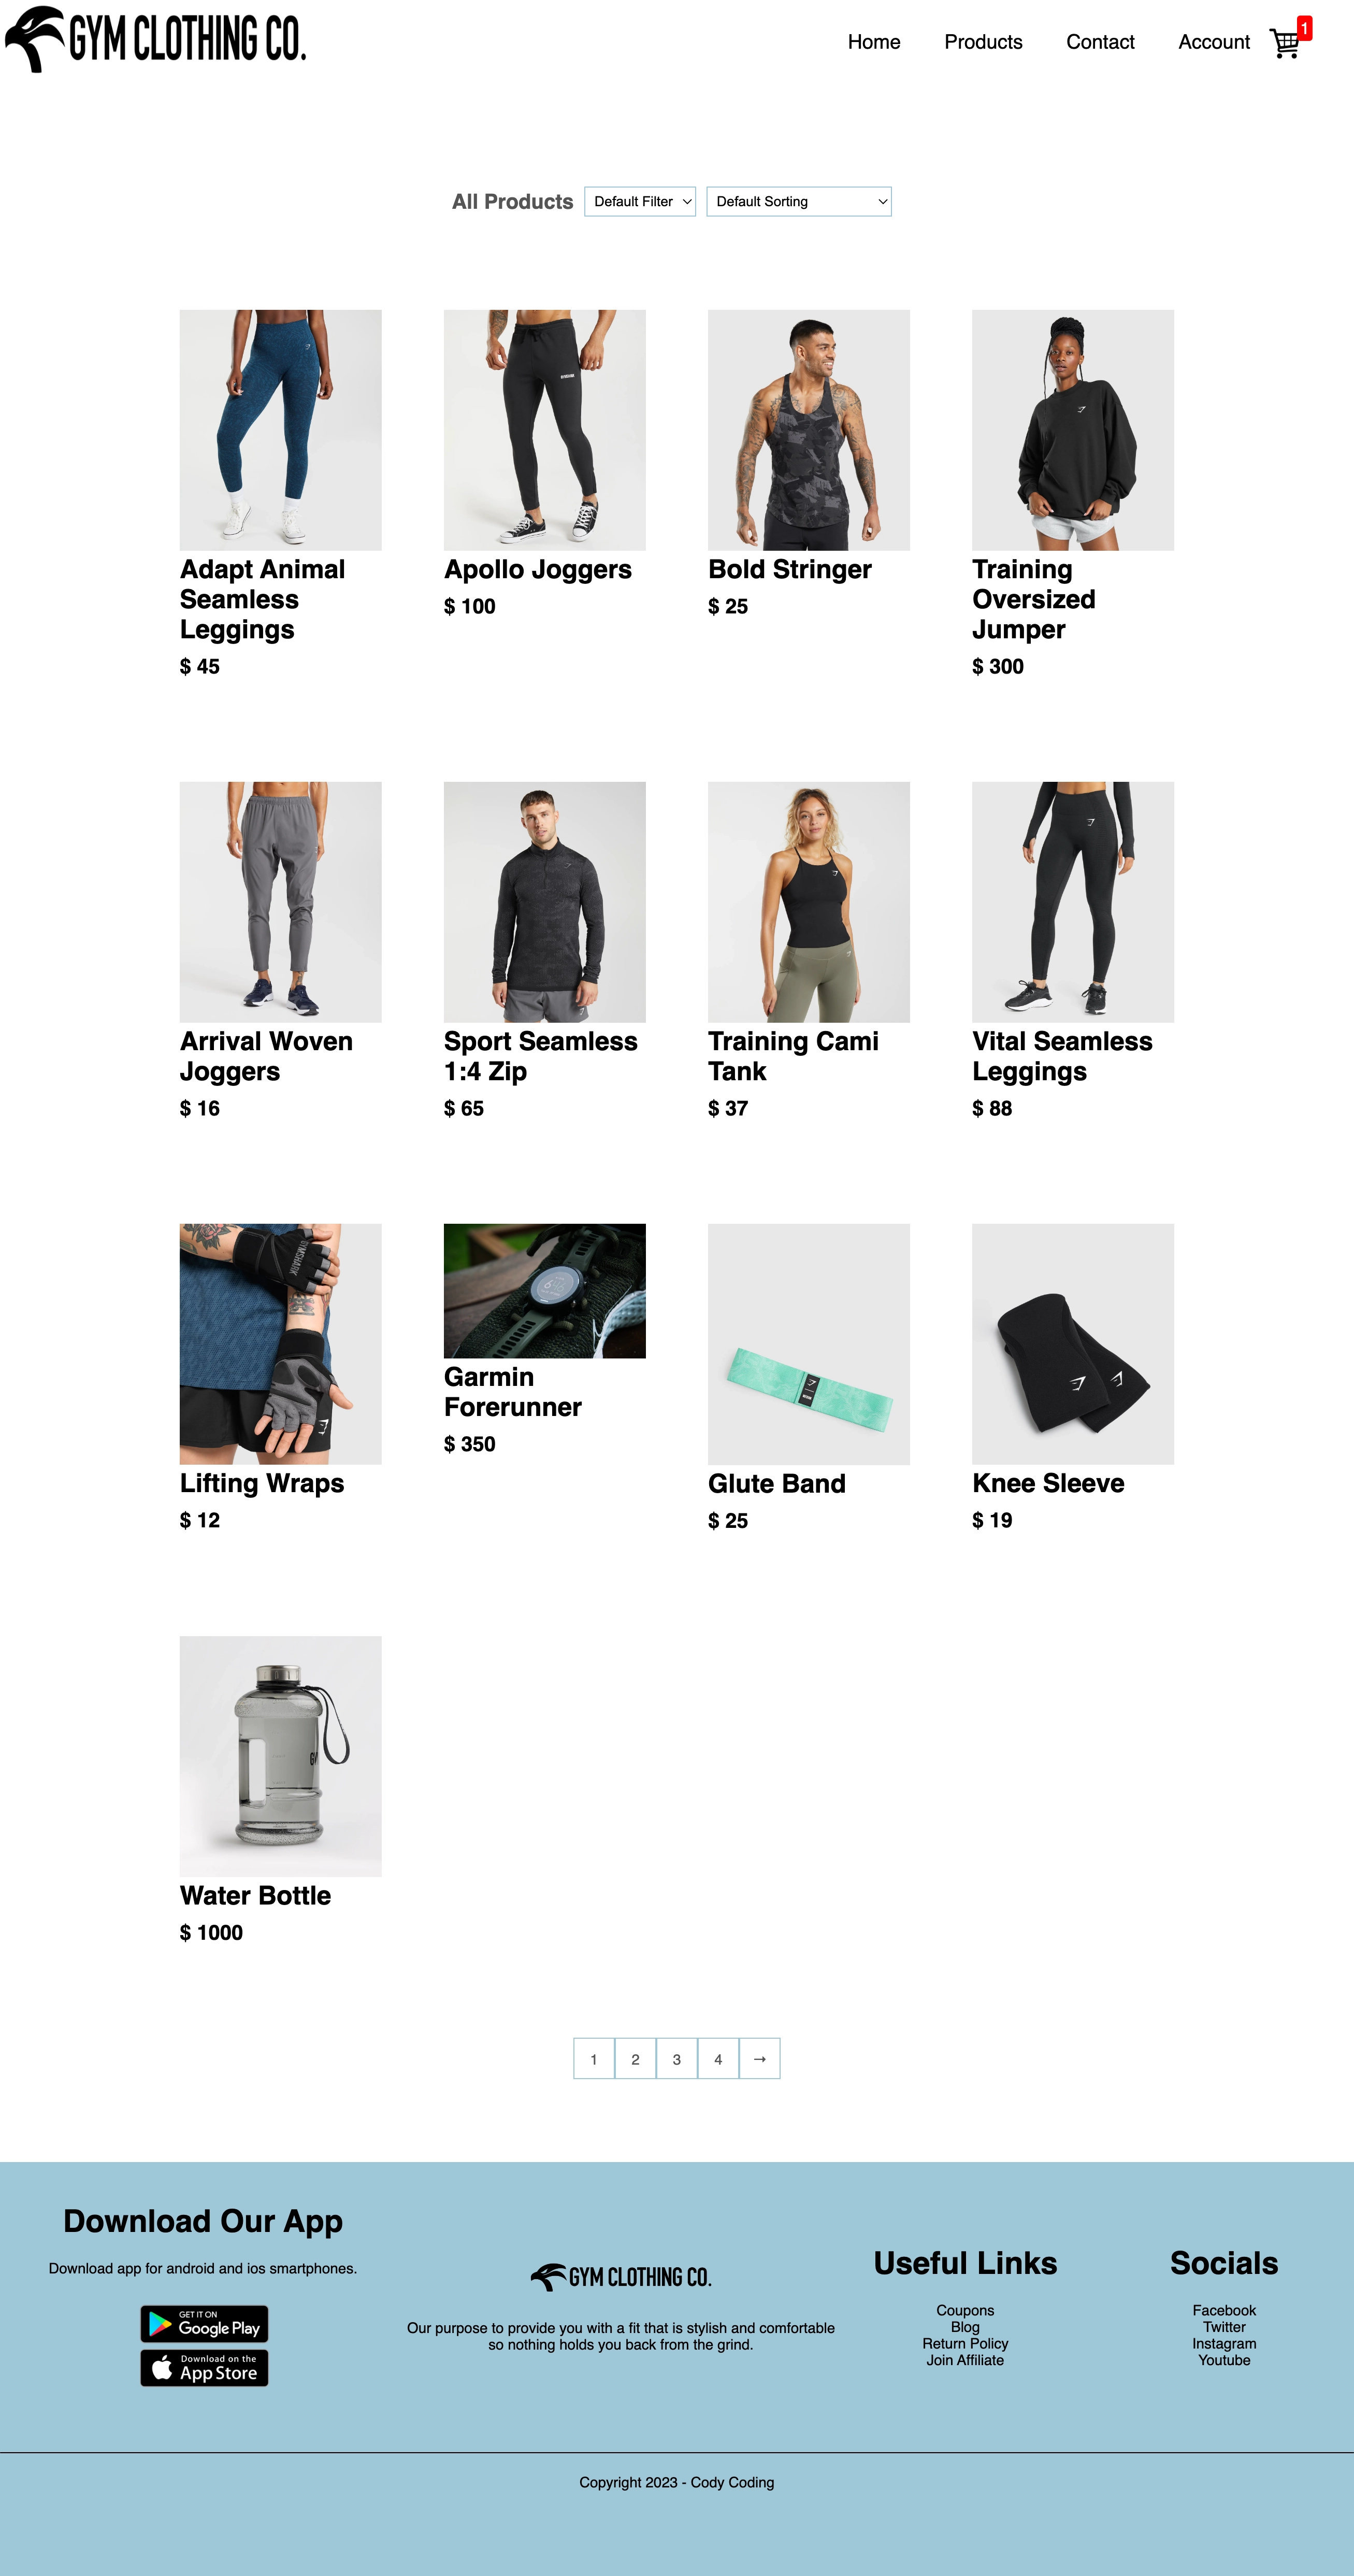 GYM CLOTHING CO.
Home Products Contact Account 1
All Products Default Filter Default Sorting
Adapt Animal
Seamless
Leggings
$ 45
Apollo Joggers
$ 100
Bold Stringer
$ 25
Training
Oversized
Jumper
$ 300
Arrival Woven
Joggers
$ 16
Sport Seamless
1:4 Zip
$ 65
Training Cami
Tank
$ 37
Vital Seamless
Leggings
$ 88
GYMSHARK
Lifting Wraps
$ 12
Garmin
Forerunner
$ 350
Glute Band
$ 25
Knee Sleeve
$ 19
Water Bottle
$ 1000
1 2 3 4 →
Download Our App
Download app for android and ios smartphones.
GET IT ON
Google Play
Download on the
App Store
GYM CLOTHING CO.
Our purpose to provide you with a fit that is stylish and comfortable
so nothing holds you back from the grind.
Useful Links
Coupons
Blog
Return Policy
Join Affiliate
Socials
Facebook
Twitter
Instagram
Youtube
Copyright 2023 - Cody Coding